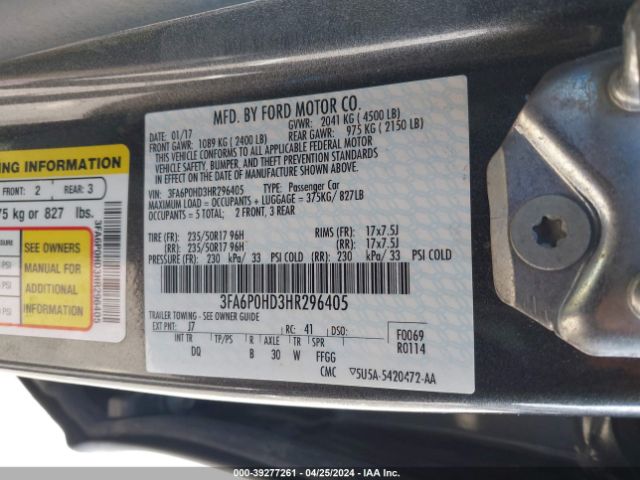 MFD. BY FORD MOTOR CO.
DATE: 01/17 GVWR: 2041 KG (4500 LB)
FRONT GAWR: 1089 KG (2400 LB) REAR GAWR: 975 KG (2150 LB)
THIS VEHICLE CONFORMS TO ALL APPLICABLE FEDERAL MOTOR
VEHICLE SAFETY, BUMPER, AND THEFT PREVENTION STANDARDS
IN EFFECT ON THE DATE OF MANUFACTURE SHOWN ABOVE.
VIN: 3FA6P0HD3HR296405 TYPE: Passenger Car
MAXIMUM LOAD = OCCUPANTS + LUGGAGE = 375KG/ 827LB
OCCUPANTS = 5 TOTAL: 2 FRONT, 3 REAR
TIRE (FR) 235/50R17 96H RIMS (FR) 17x7.5J
(RR) 235/50R17 96H (RR) 17x7.5J
PRESSURE (FR) 230 kPa/ 33 PSI COLD (RR) 230 kPa/ 33 PSI COLD
3FA6P0HD3HR296405
TRAILER TOWING - SEE OWNER GUIDE
EXT PNT: J7 RC: 41 DSO: F0069
INT TR TP/PS R AXLE TR SPR R0114
DQ B 30 W FFGG
CMC 5U5A-5420472-AA
ING INFORMATION
FRONT: 2 REAR: 3
75 kg or 827 lbs.
SEE OWNERS
MANUAL FOR
ADDITIONAL
INFORMATION
PSI
PSI
3FA6P0HD3HR296405
000-39277261 - 04/25/2024 - IAA Inc.